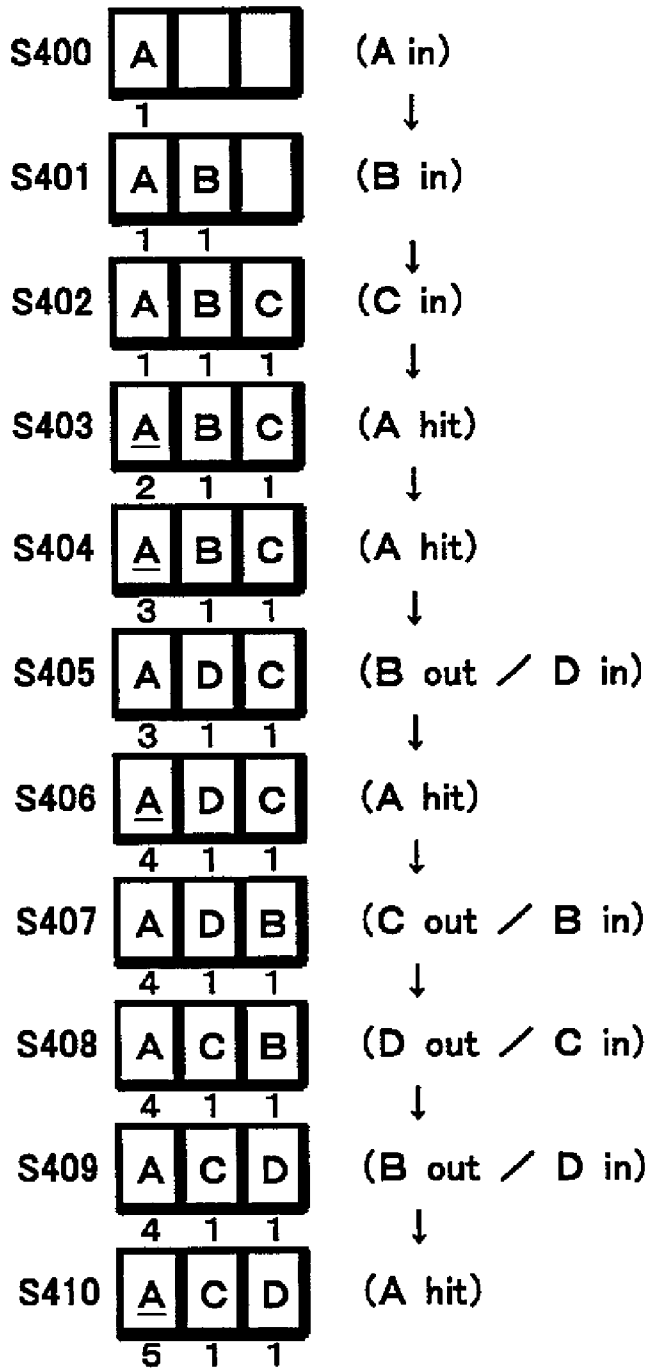 S400 A (A in)
1 ↓
S401 A B (B in)
1 1 ↓
S402 A B C (C in)
1 1 1 ↓
S403 A B C (A hit)
2 1 1 ↓
S404 A B C (A hit)
3 1 1 ↓
S405 A D C (B out / D in)
3 1 1 ↓
S406 A D C (A hit)
4 1 1 ↓
S407 A D B (C out / B in)
4 1 1 ↓
S408 A C B (D out / C in)
4 1 1 ↓
S409 A C D (B out / D in)
4 1 1 ↓
S410 A C D (A hit)
5 1 1